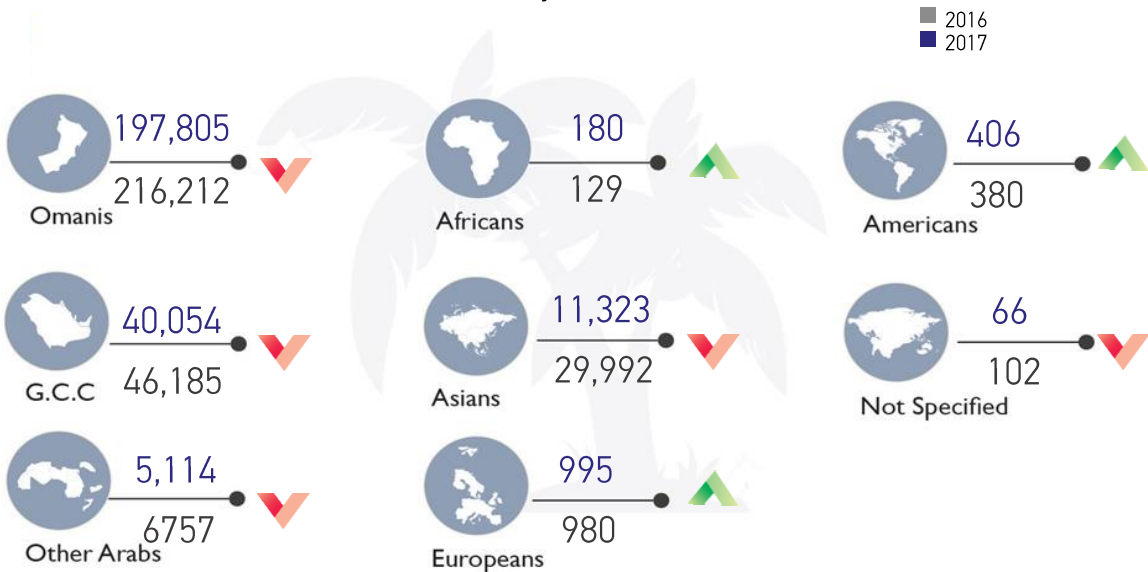 2016
2017
197,805
216,212
Omanis
180
129
Africans
406
380
Americans
40,054
46,185
G.C.C
11,323
29,992
Asians
66
102
Not Specified
5,114
6757
Other Arabs
995
980
Europeans